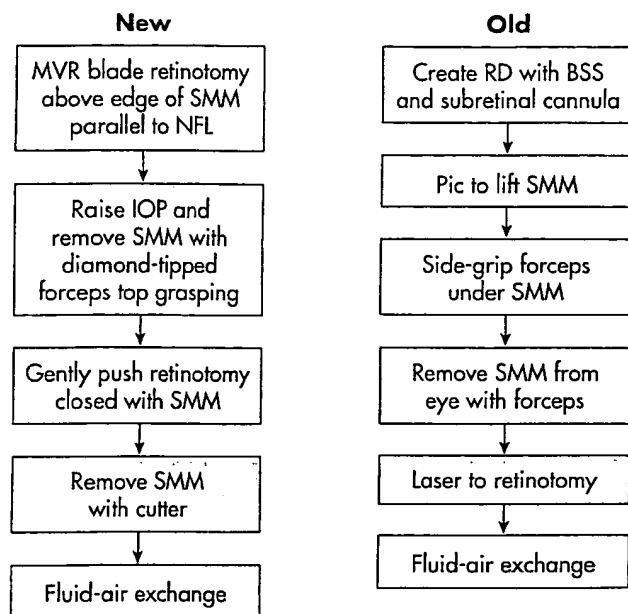 New
MVR blade retinotomy
above edge of SMM
parallel to NFL
Raise IOP and
remove SMM with
diamond-tipped
forceps top grasping
Gently push retinotomy
closed with SMM
Remove SMM
with cutter
Fluid-air exchange
Old
Create RD with BSS
and subretinal cannula
Pic to lift SMM
Side-grip forceps
under SMM
Remove SMM from
eye with forceps
Laser to retinotomy
Fluid-air exchange